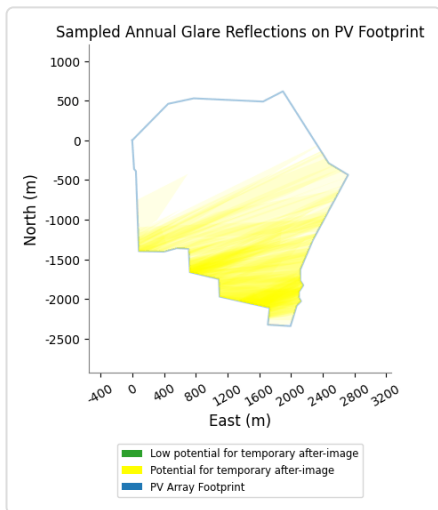 Sampled Annual Glare Reflections on PV Footprint
1000
500
0
-500
-1000
-1500
-2000
-2500
North (m)
-400 0 400 800 1200 1600 2000 2400 2800 3200
East (m)
Low potential for temporary after-image
Potential for temporary after-image
PV Array Footprint